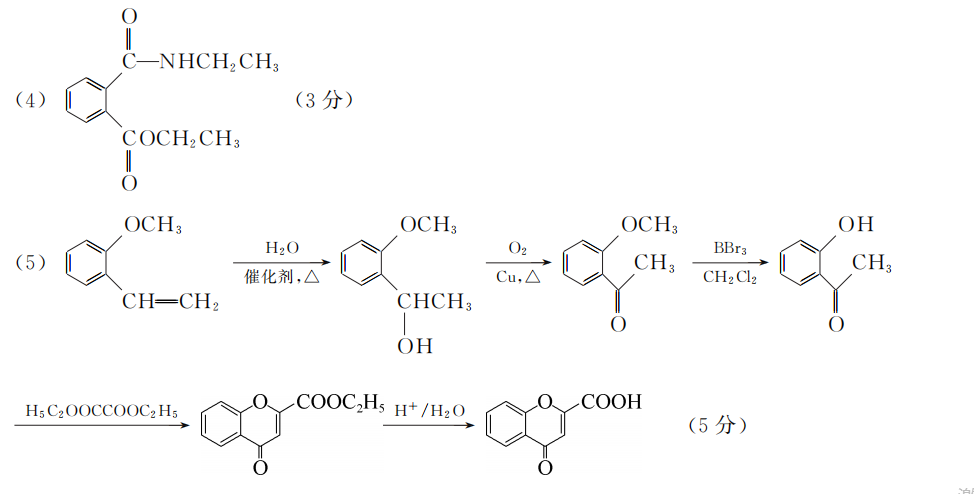 O
C—NHCH₂CH₃
(4) (3分)
COCH₂CH₃
O
OCH₃ H₂O OCH₃ O₂ OCH₃ BBr₃ OH
(5) 催化剂,△ Cu,△ CH₃ CH₂Cl₂ CH₃
CH=CH₂ CHCH₃ O O
OH
H₅C₂OOCCOOC₂H₅ O COOC₂H₅ H⁺/H₂O O COOH (5分)
O O